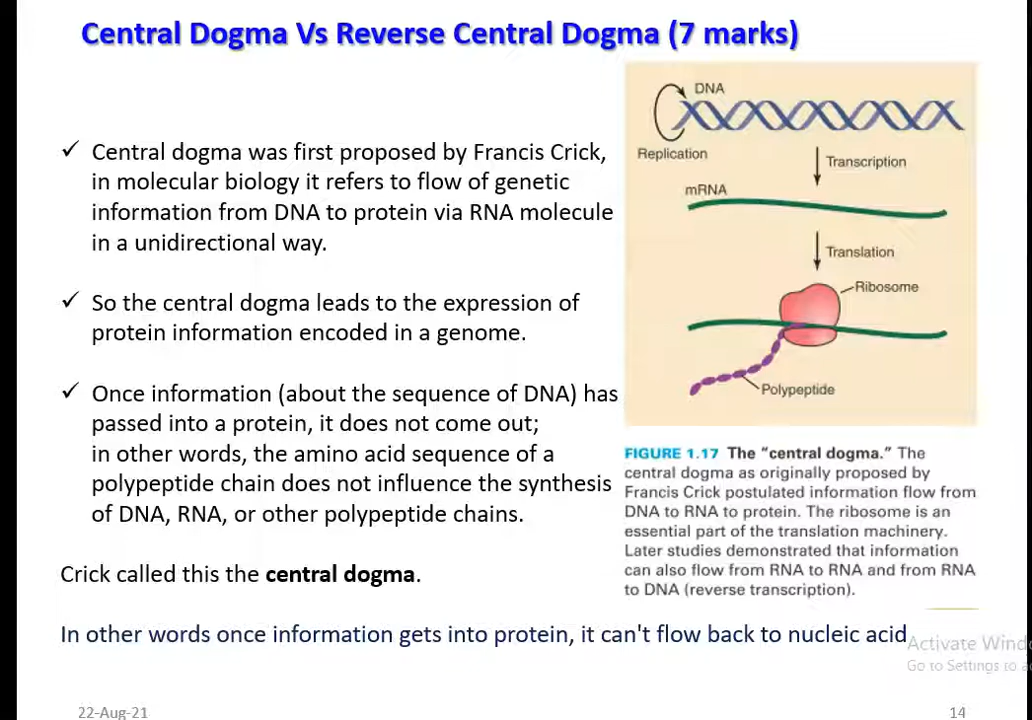 Central Dogma Vs Reverse Central Dogma (7 marks)
✓ Central dogma was first proposed by Francis Crick,
in molecular biology it refers to flow of genetic
information from DNA to protein via RNA molecule
in a unidirectional way.
✓ So the central dogma leads to the expression of
protein information encoded in a genome.
✓ Once information (about the sequence of DNA) has
passed into a protein, it does not come out;
in other words, the amino acid sequence of a
polypeptide chain does not influence the synthesis
of DNA, RNA, or other polypeptide chains.
Crick called this the central dogma.
In other words once information gets into protein, it can't flow back to nucleic acid
DNA
Replication
Transcription
mRNA
Translation
Ribosome
Polypeptide
FIGURE 1.17 The “central dogma.” The
central dogma as originally proposed by
Francis Crick postulated information flow from
DNA to RNA to protein. The ribosome is an
essential part of the translation machinery.
Later studies demonstrated that information
can also flow from RNA to RNA and from RNA
to DNA (reverse transcription).
Activate Wind
Go to Settings to a
22-Aug-21
14